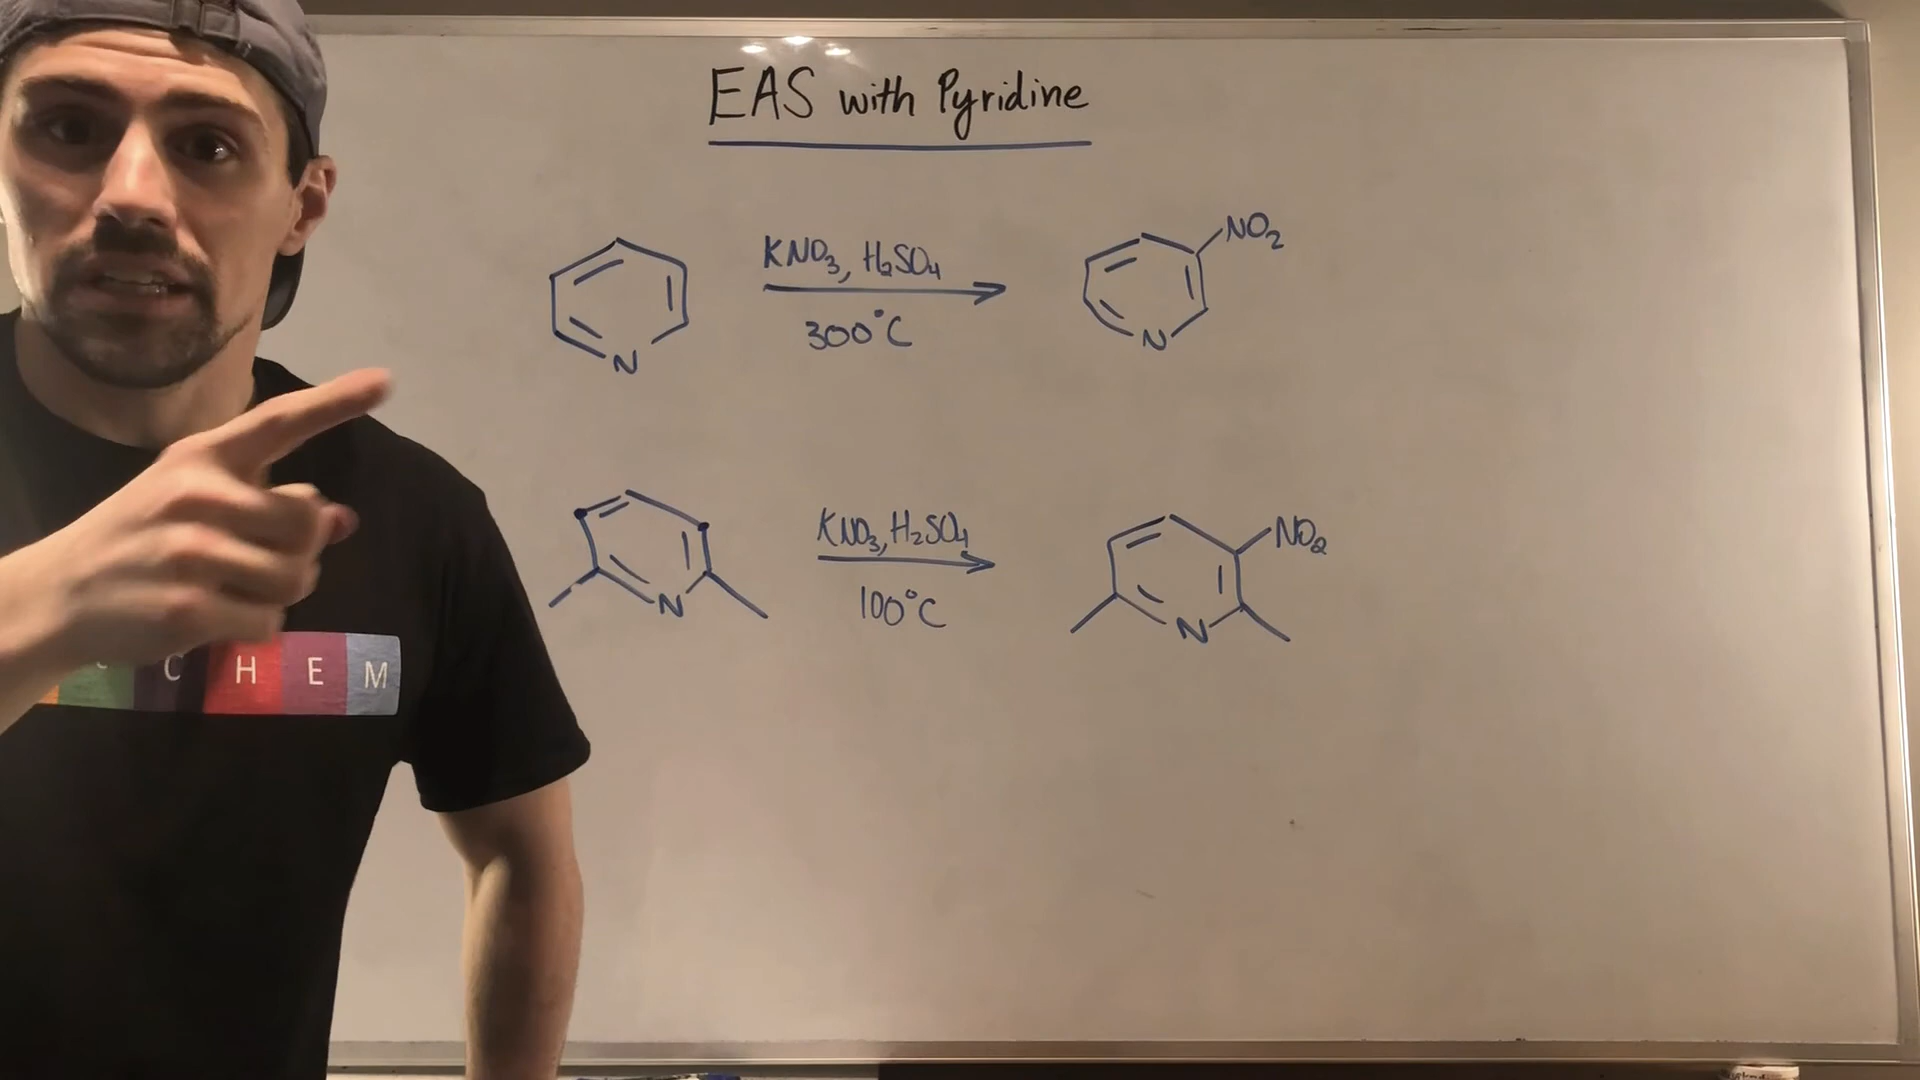 EAS with Pyridine
KNO₃, H₂SO₄
300°C
N
NO₂
N
KNO₃, H₂SO₄
100°C
N
NO₂
N
C H E M